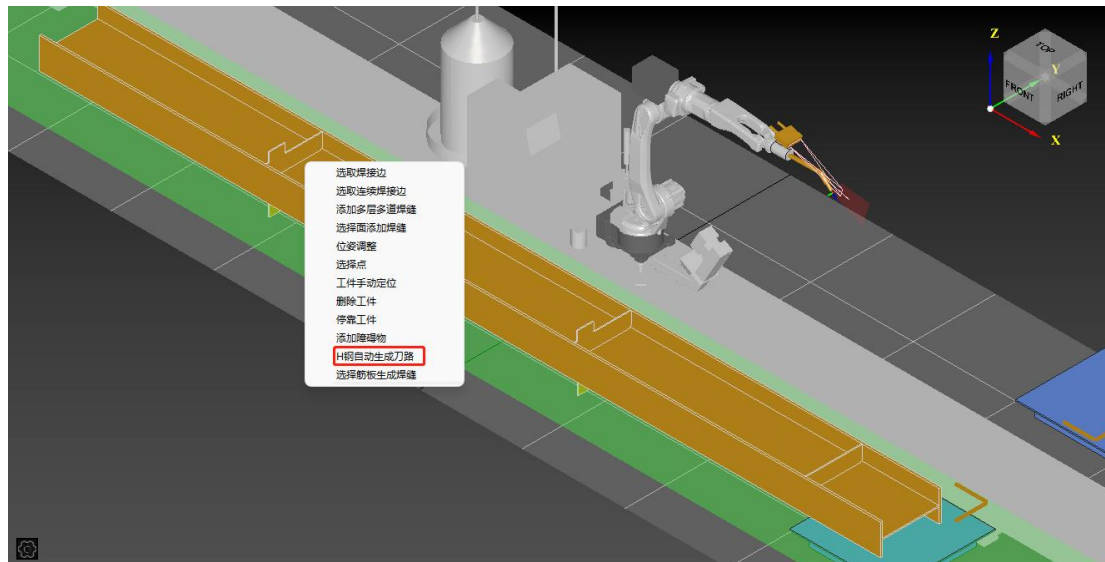 Z
TOP
Y
FRONT
RIGHT
X
选取焊接边
选取连续焊接边
添加多层多道焊缝
选择面添加焊缝
位姿调整
选择点
工件手动定位
删除工件
停靠工件
添加障碍物
H钢自动生成刀路
选择筋板生成焊缝